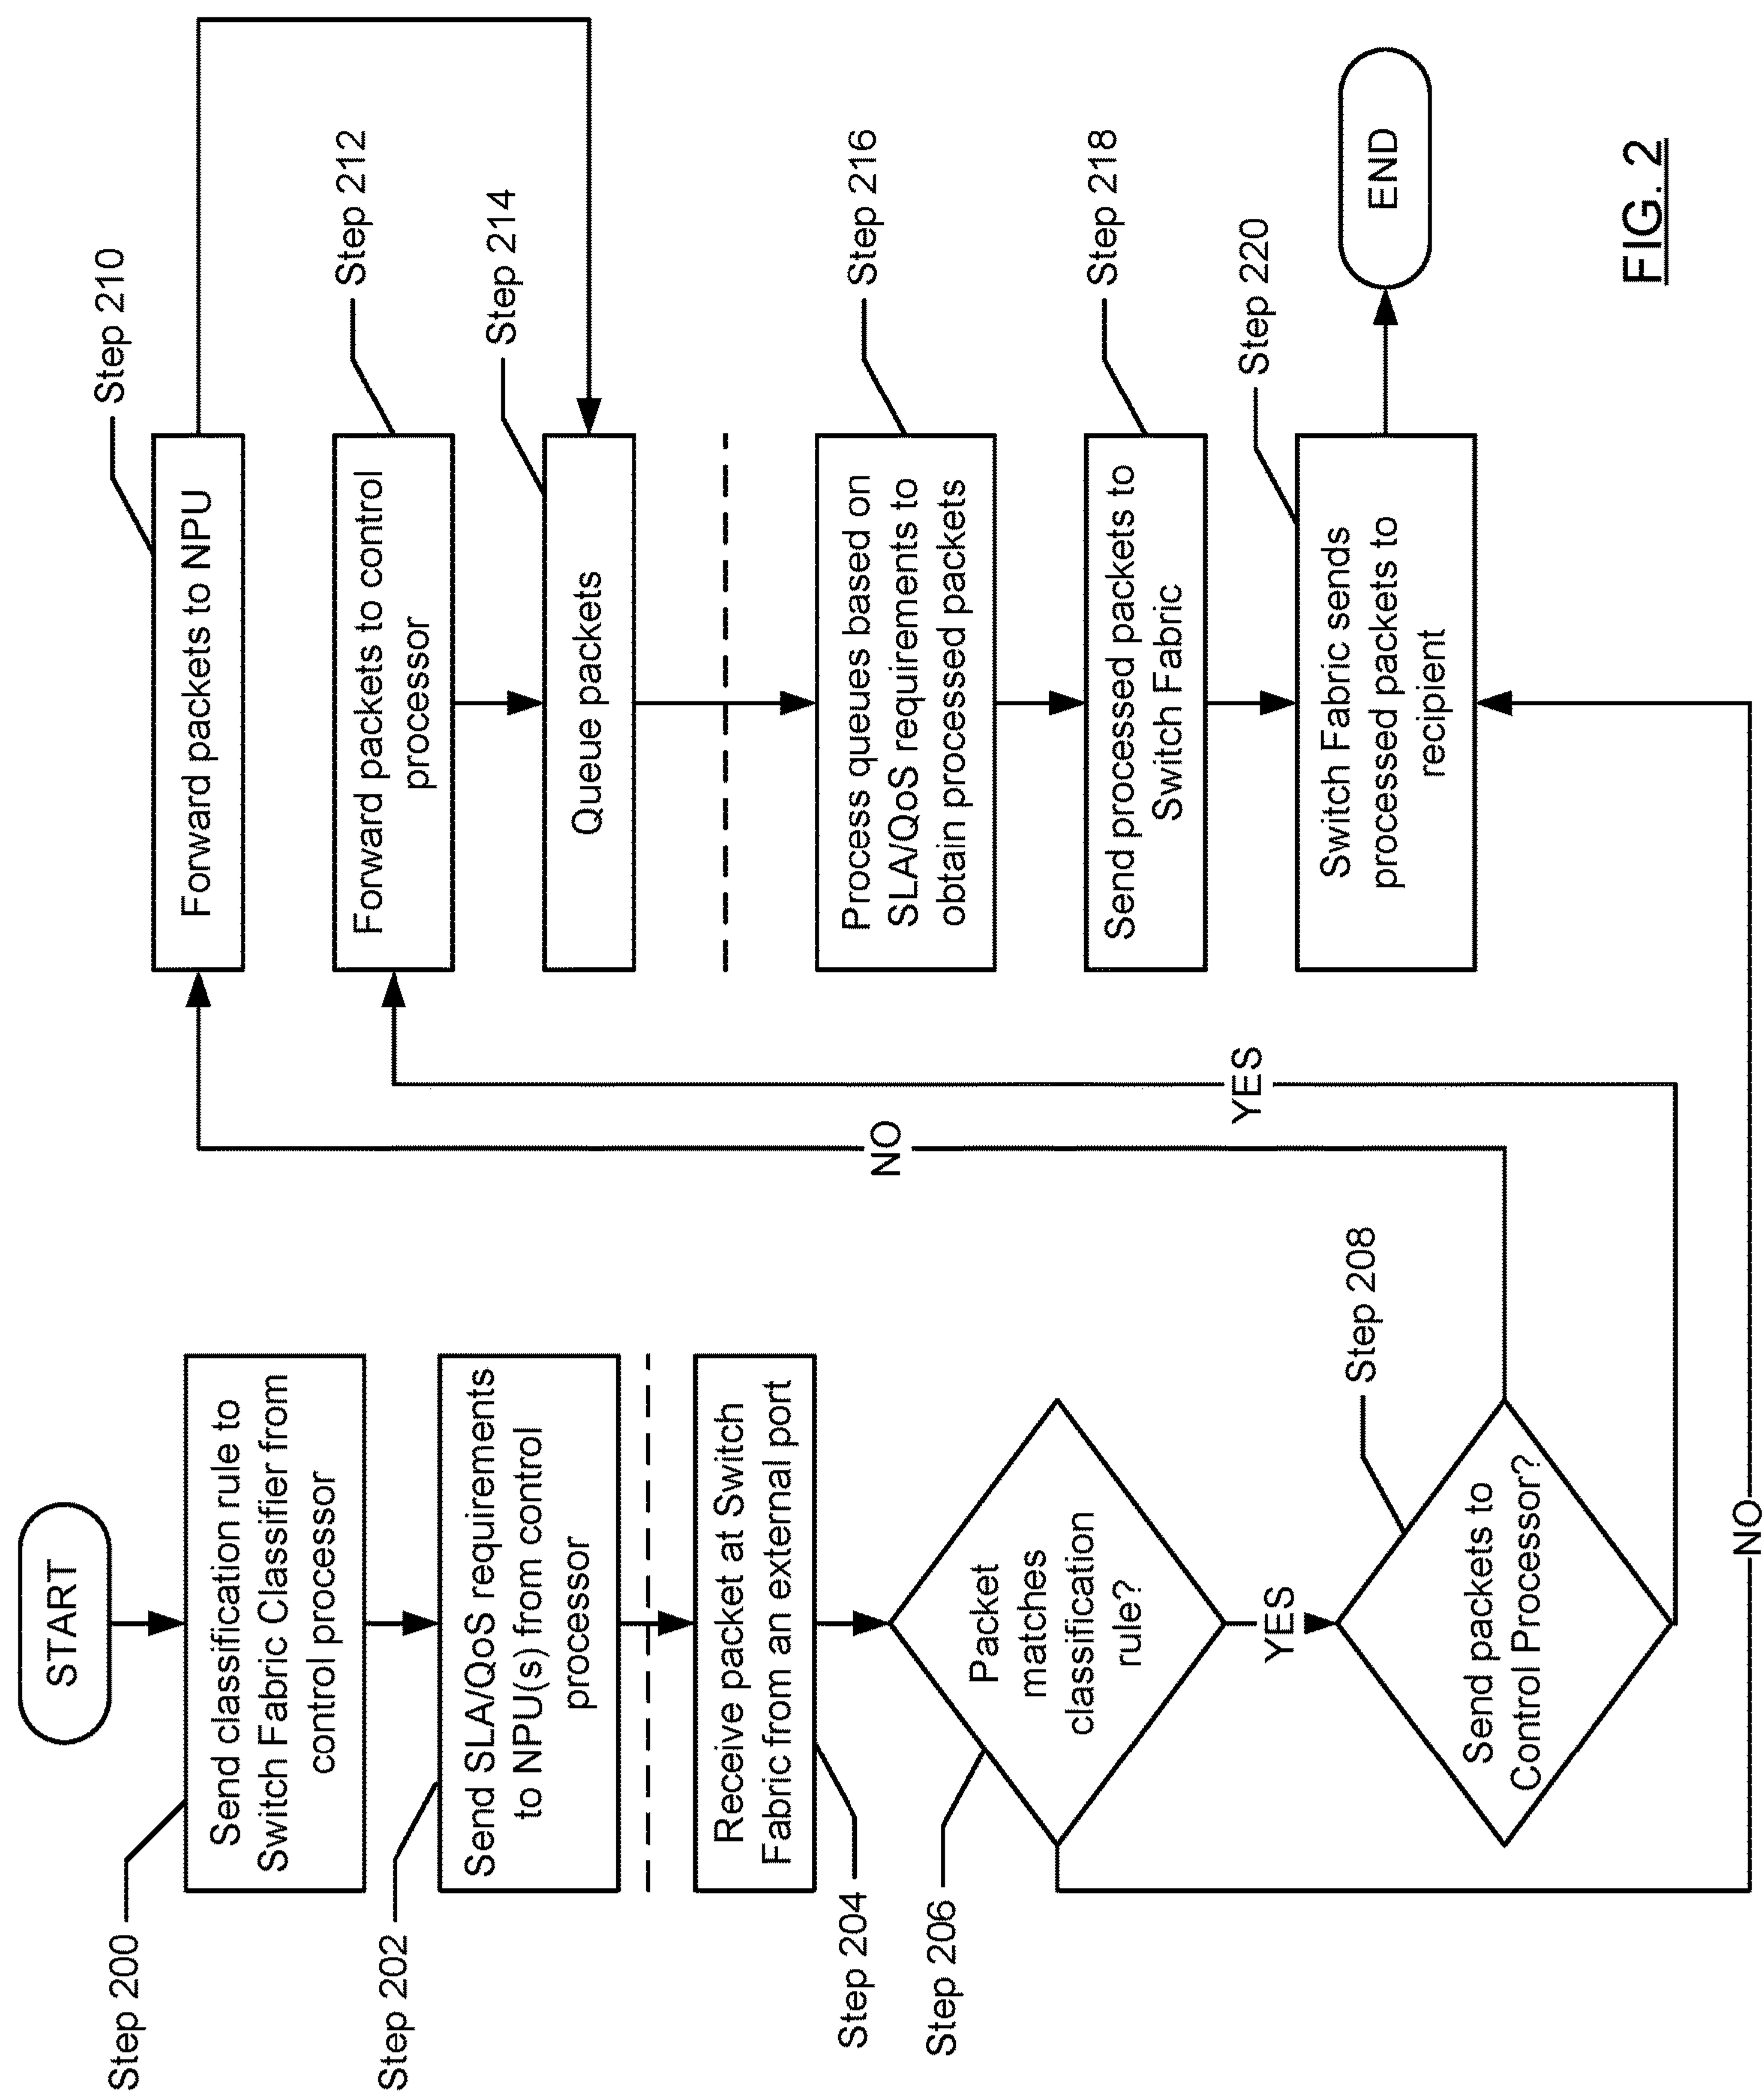 START
Step 200
Send classification rule to
Switch Fabric Classifier from
control processor
Step 202
Send SLA/QoS requirements
to NPU(s) from control
processor
Receive packet at Switch
Fabric from an external port
Step 204
Step 206
Packet
matches
classification
rule?
YES
NO
Step 208
Send packets to
Control Processor?
NO
YES
Step 210
Forward packets to NPU
Step 212
Forward packets to control
processor
Step 214
Queue packets
Step 216
Process queues based on
SLA/QoS requirements to
obtain processed packets
Step 218
Send processed packets to
Switch Fabric
Step 220
Switch Fabric sends
processed packets to
recipient
END
FIG. 2